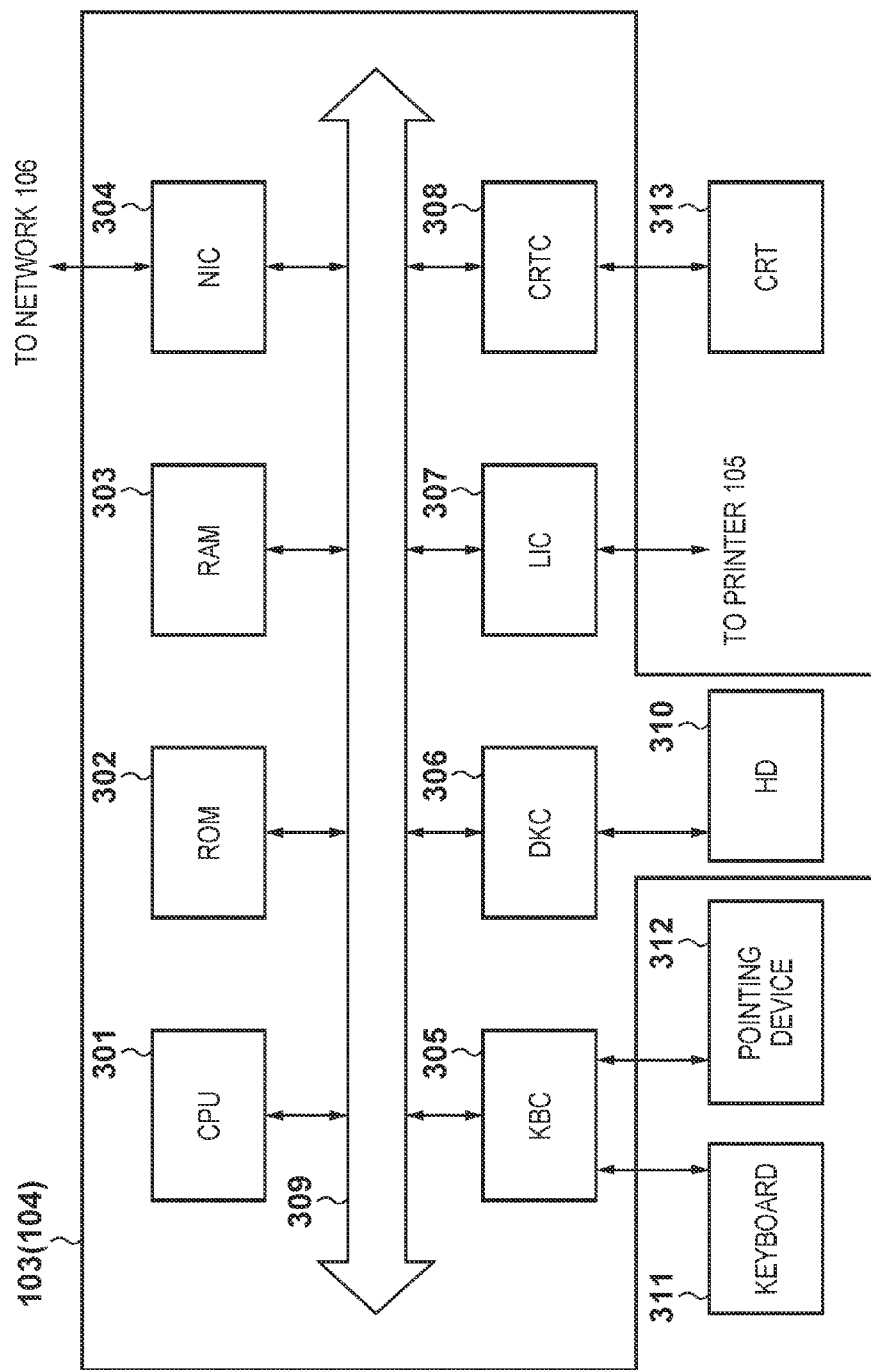 103(104)
TO NETWORK 106
301
CPU
302
ROM
303
RAM
304
NIC
309
305
KBC
306
DKC
307
LIC
308
CRTC
311
KEYBOARD
312
POINTING
DEVICE
310
HD
TO PRINTER 105
313
CRT